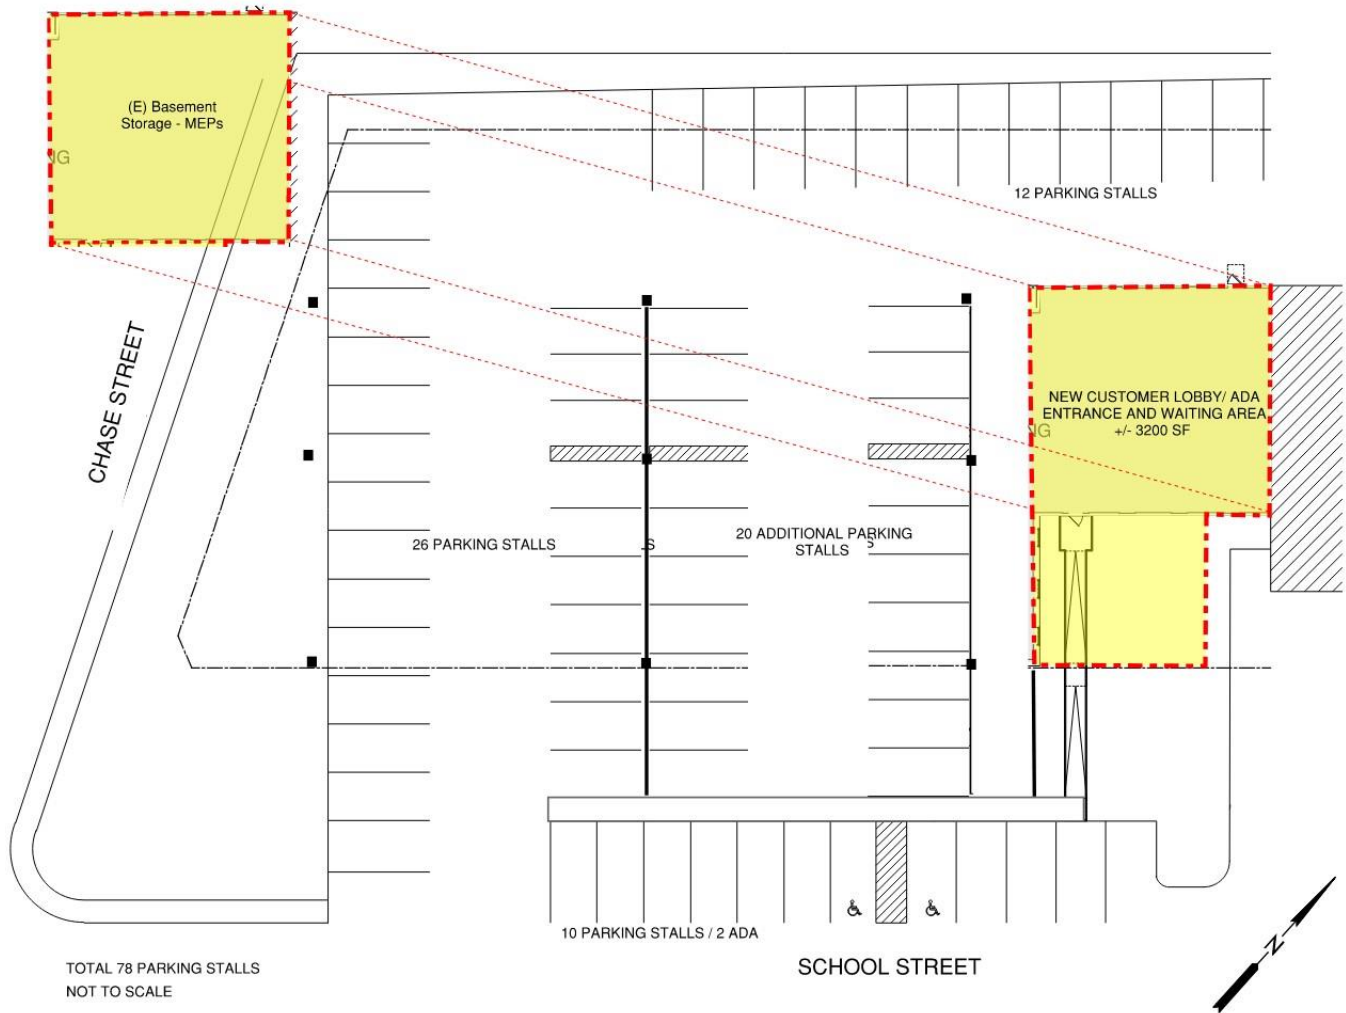 (E) Basement
Storage - MEPs
NG
12 PARKING STALLS
CHASE STREET
NEW CUSTOMER LOBBY/ ADA
ENTRANCE AND WAITING AREA
+/- 3200 SF
NG
26 PARKING STALLS
S
20 ADDITIONAL PARKING
STALLS
S
10 PARKING STALLS / 2 ADA
SCHOOL STREET
TOTAL 78 PARKING STALLS
NOT TO SCALE
N